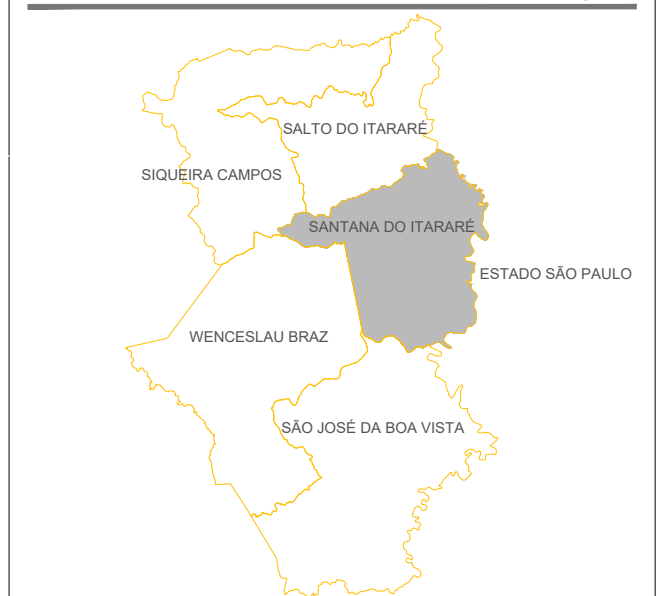 SALTO DO ITARARÉ
SIQUEIRA CAMPOS
SANTANA DO ITARARÉ
ESTADO SÃO PAULO
WENCESLAU BRAZ
SÃO JOSÉ DA BOA VISTA